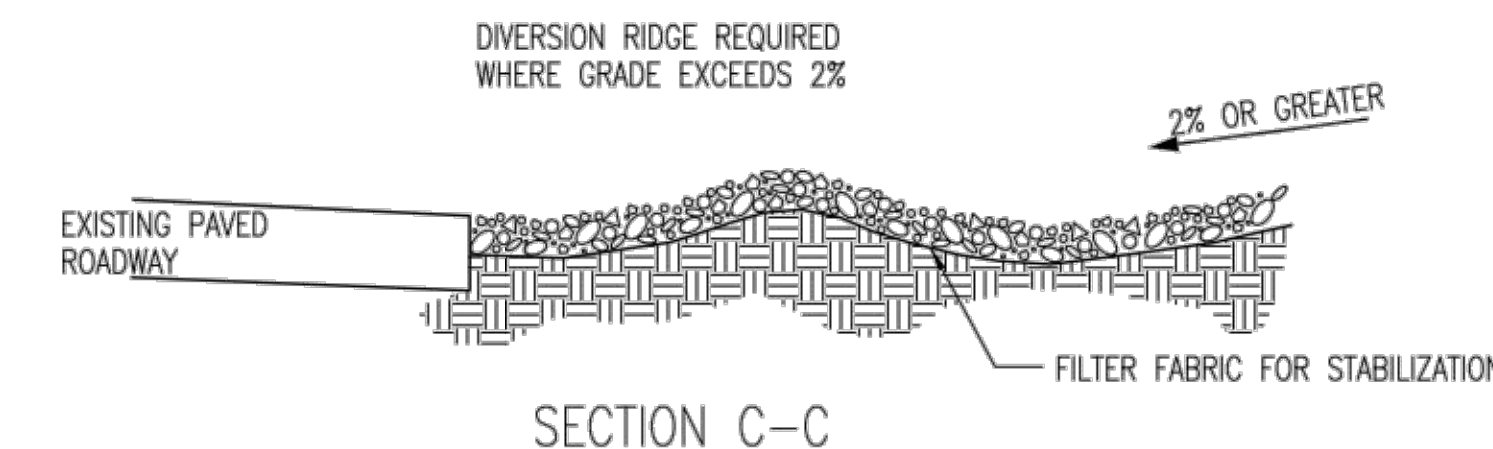 DIVERSION RIDGE REQUIRED
WHERE GRADE EXCEEDS 2%
2% OR GREATER
EXISTING PAVED
ROADWAY
FILTER FABRIC FOR STABILIZATION
SECTION C-C